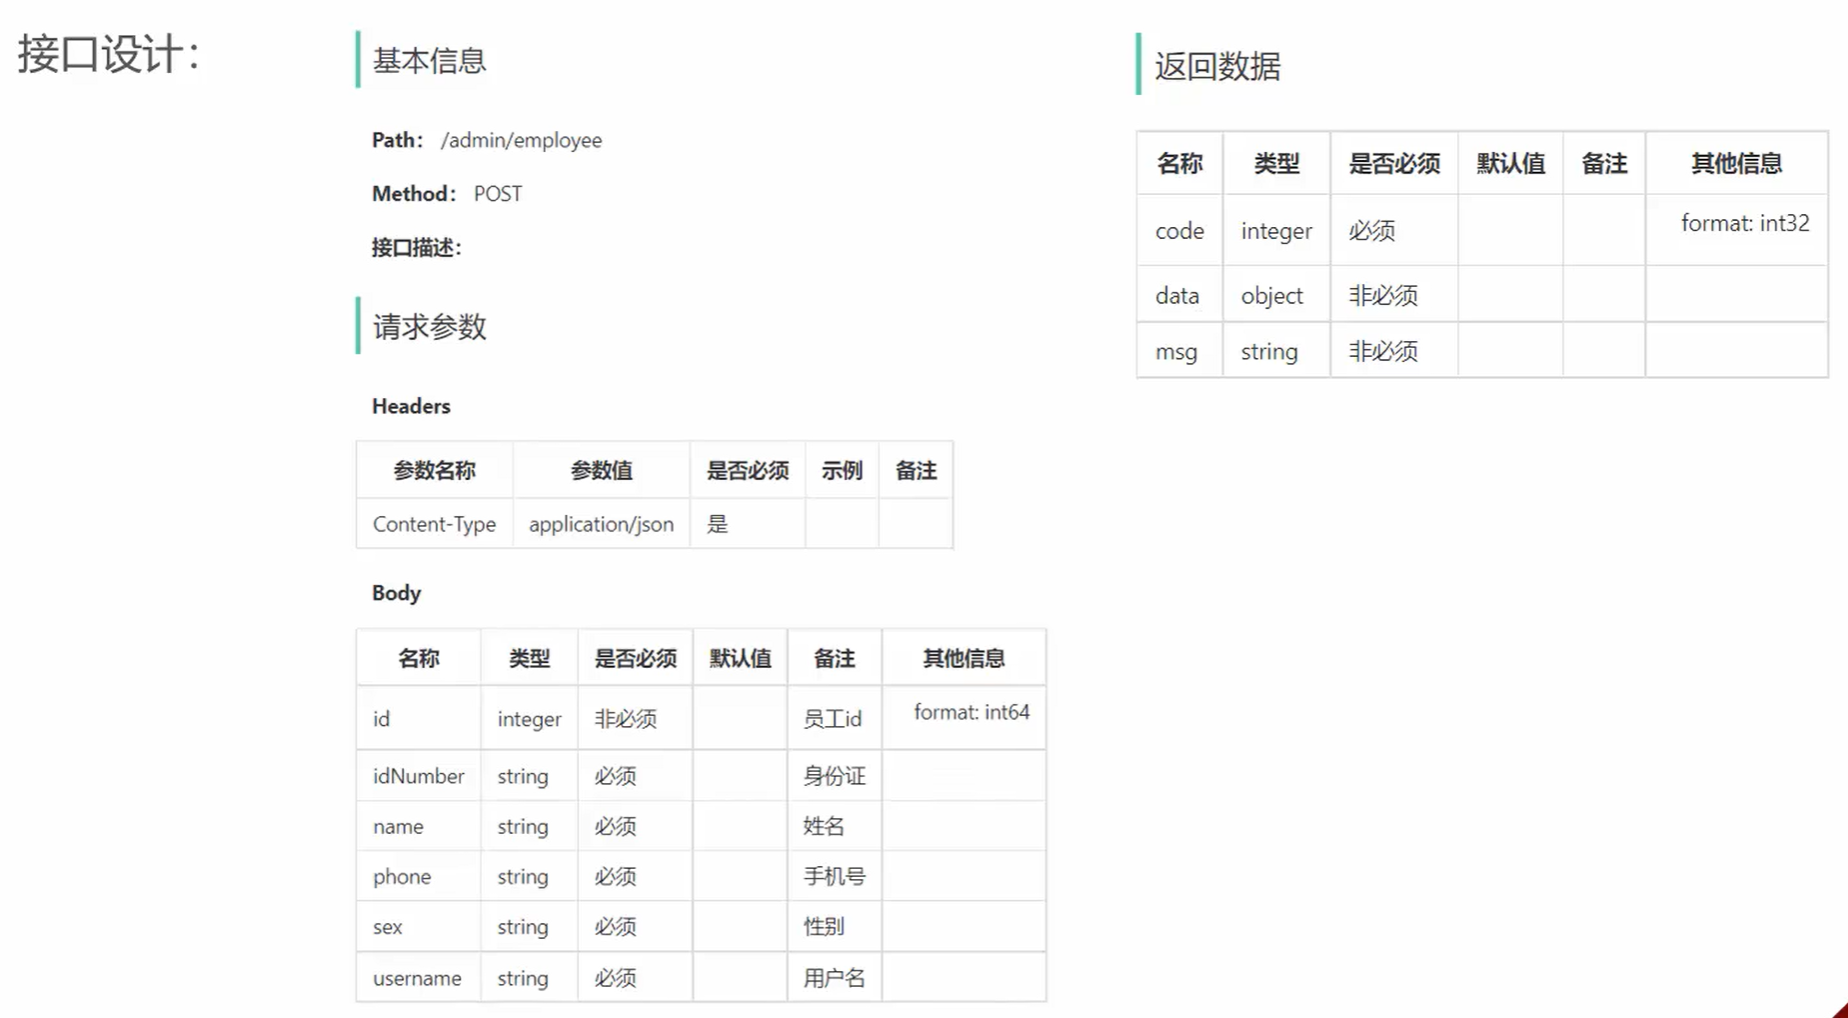 接口设计：
基本信息
Path： /admin/employee
Method： POST
接口描述：
请求参数
Headers
参数名称 参数值 是否必须 示例 备注
Content-Type application/json 是
Body
名称 类型 是否必须 默认值 备注 其他信息
id integer 非必须 员工id format: int64
idNumber string 必须 身份证
name string 必须 姓名
phone string 必须 手机号
sex string 必须 性别
username string 必须 用户名
返回数据
名称 类型 是否必须 默认值 备注 其他信息
code integer 必须 format: int32
data object 非必须
msg string 非必须